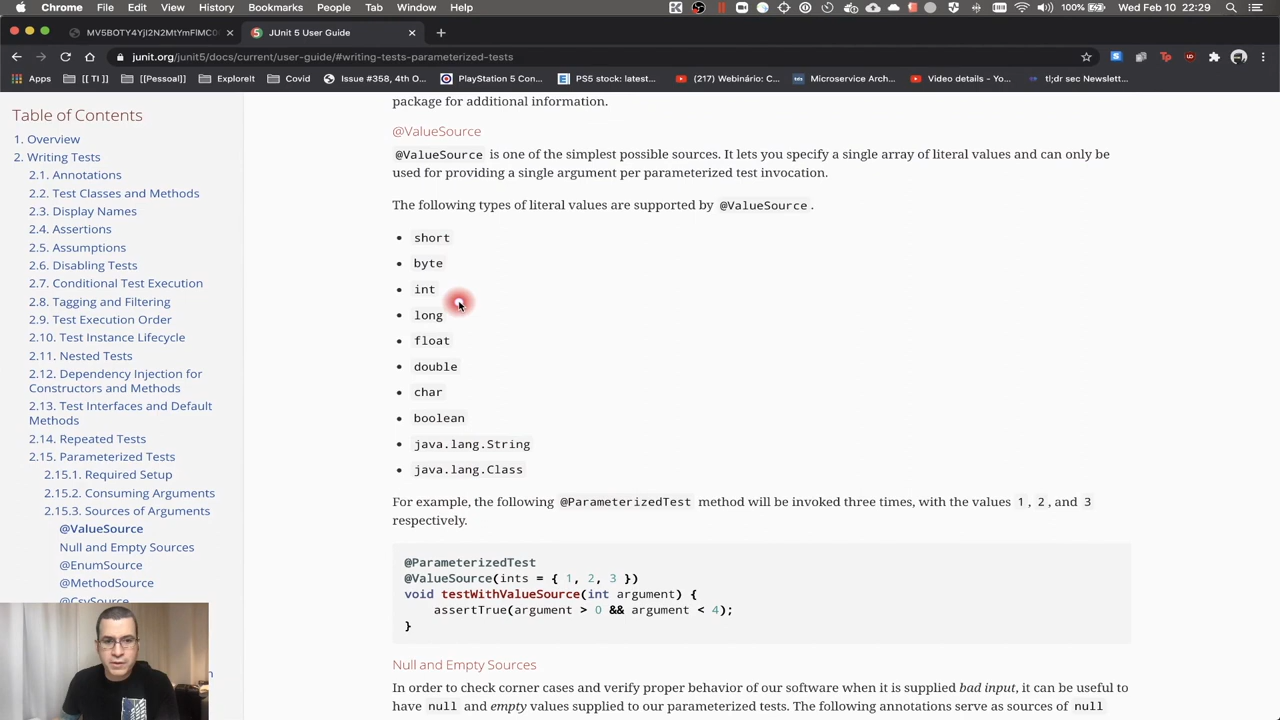 Chrome File Edit View History Bookmarks People Tab Window Help 100% Wed Feb 10 22:29
MV5BOTY4YjI2N2MtYmFlMC0
JUnit 5 User Guide
junit.org/junit5/docs/current/user-guide/#writing-tests-parameterized-tests
Apps [[ TI ]] [[Pessoal]] ExploreIt Covid Issue #358, 4th O... PlayStation 5 Con... PS5 stock: latest... (217) Webinário: C... Microservice Arch... Video details - Yo... tl;dr sec Newslett...
Table of Contents
1. Overview
2. Writing Tests
2.1. Annotations
2.2. Test Classes and Methods
2.3. Display Names
2.4. Assertions
2.5. Assumptions
2.6. Disabling Tests
2.7. Conditional Test Execution
2.8. Tagging and Filtering
2.9. Test Execution Order
2.10. Test Instance Lifecycle
2.11. Nested Tests
2.12. Dependency Injection for
Constructors and Methods
2.13. Test Interfaces and Default
Methods
2.14. Repeated Tests
2.15. Parameterized Tests
2.15.1. Required Setup
2.15.2. Consuming Arguments
2.15.3. Sources of Arguments
@ValueSource
Null and Empty Sources
@EnumSource
@MethodSource
@CsvSource
package for additional information.
@ValueSource
@ValueSource is one of the simplest possible sources. It lets you specify a single array of literal values and can only be
used for providing a single argument per parameterized test invocation.
The following types of literal values are supported by @ValueSource.
• short
• byte
• int
• long
• float
• double
• char
• boolean
• java.lang.String
• java.lang.Class
For example, the following @ParameterizedTest method will be invoked three times, with the values 1, 2, and 3
respectively.
@ParameterizedTest
@ValueSource(ints = { 1, 2, 3 })
void testWithValueSource(int argument) {
assertTrue(argument > 0 && argument < 4);
}
Null and Empty Sources
In order to check corner cases and verify proper behavior of our software when it is supplied bad input, it can be useful to
have null and empty values supplied to our parameterized tests. The following annotations serve as sources of null